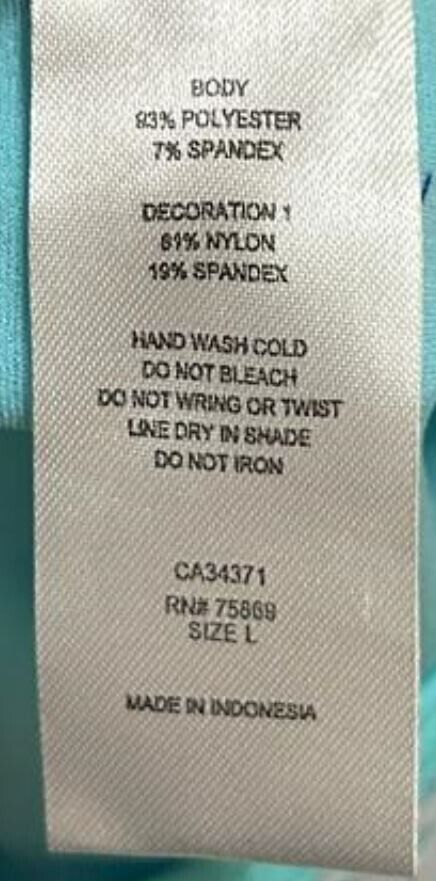 BODY
93% POLYESTER
7% SPANDEX
DECORATION 1
81% NYLON
19% SPANDEX
HAND WASH COLD
DO NOT BLEACH
DO NOT WRING OR TWIST
LINE DRY IN SHADE
DO NOT IRON
CA34371
RN# 75869
SIZE L
MADE IN INDONESIA